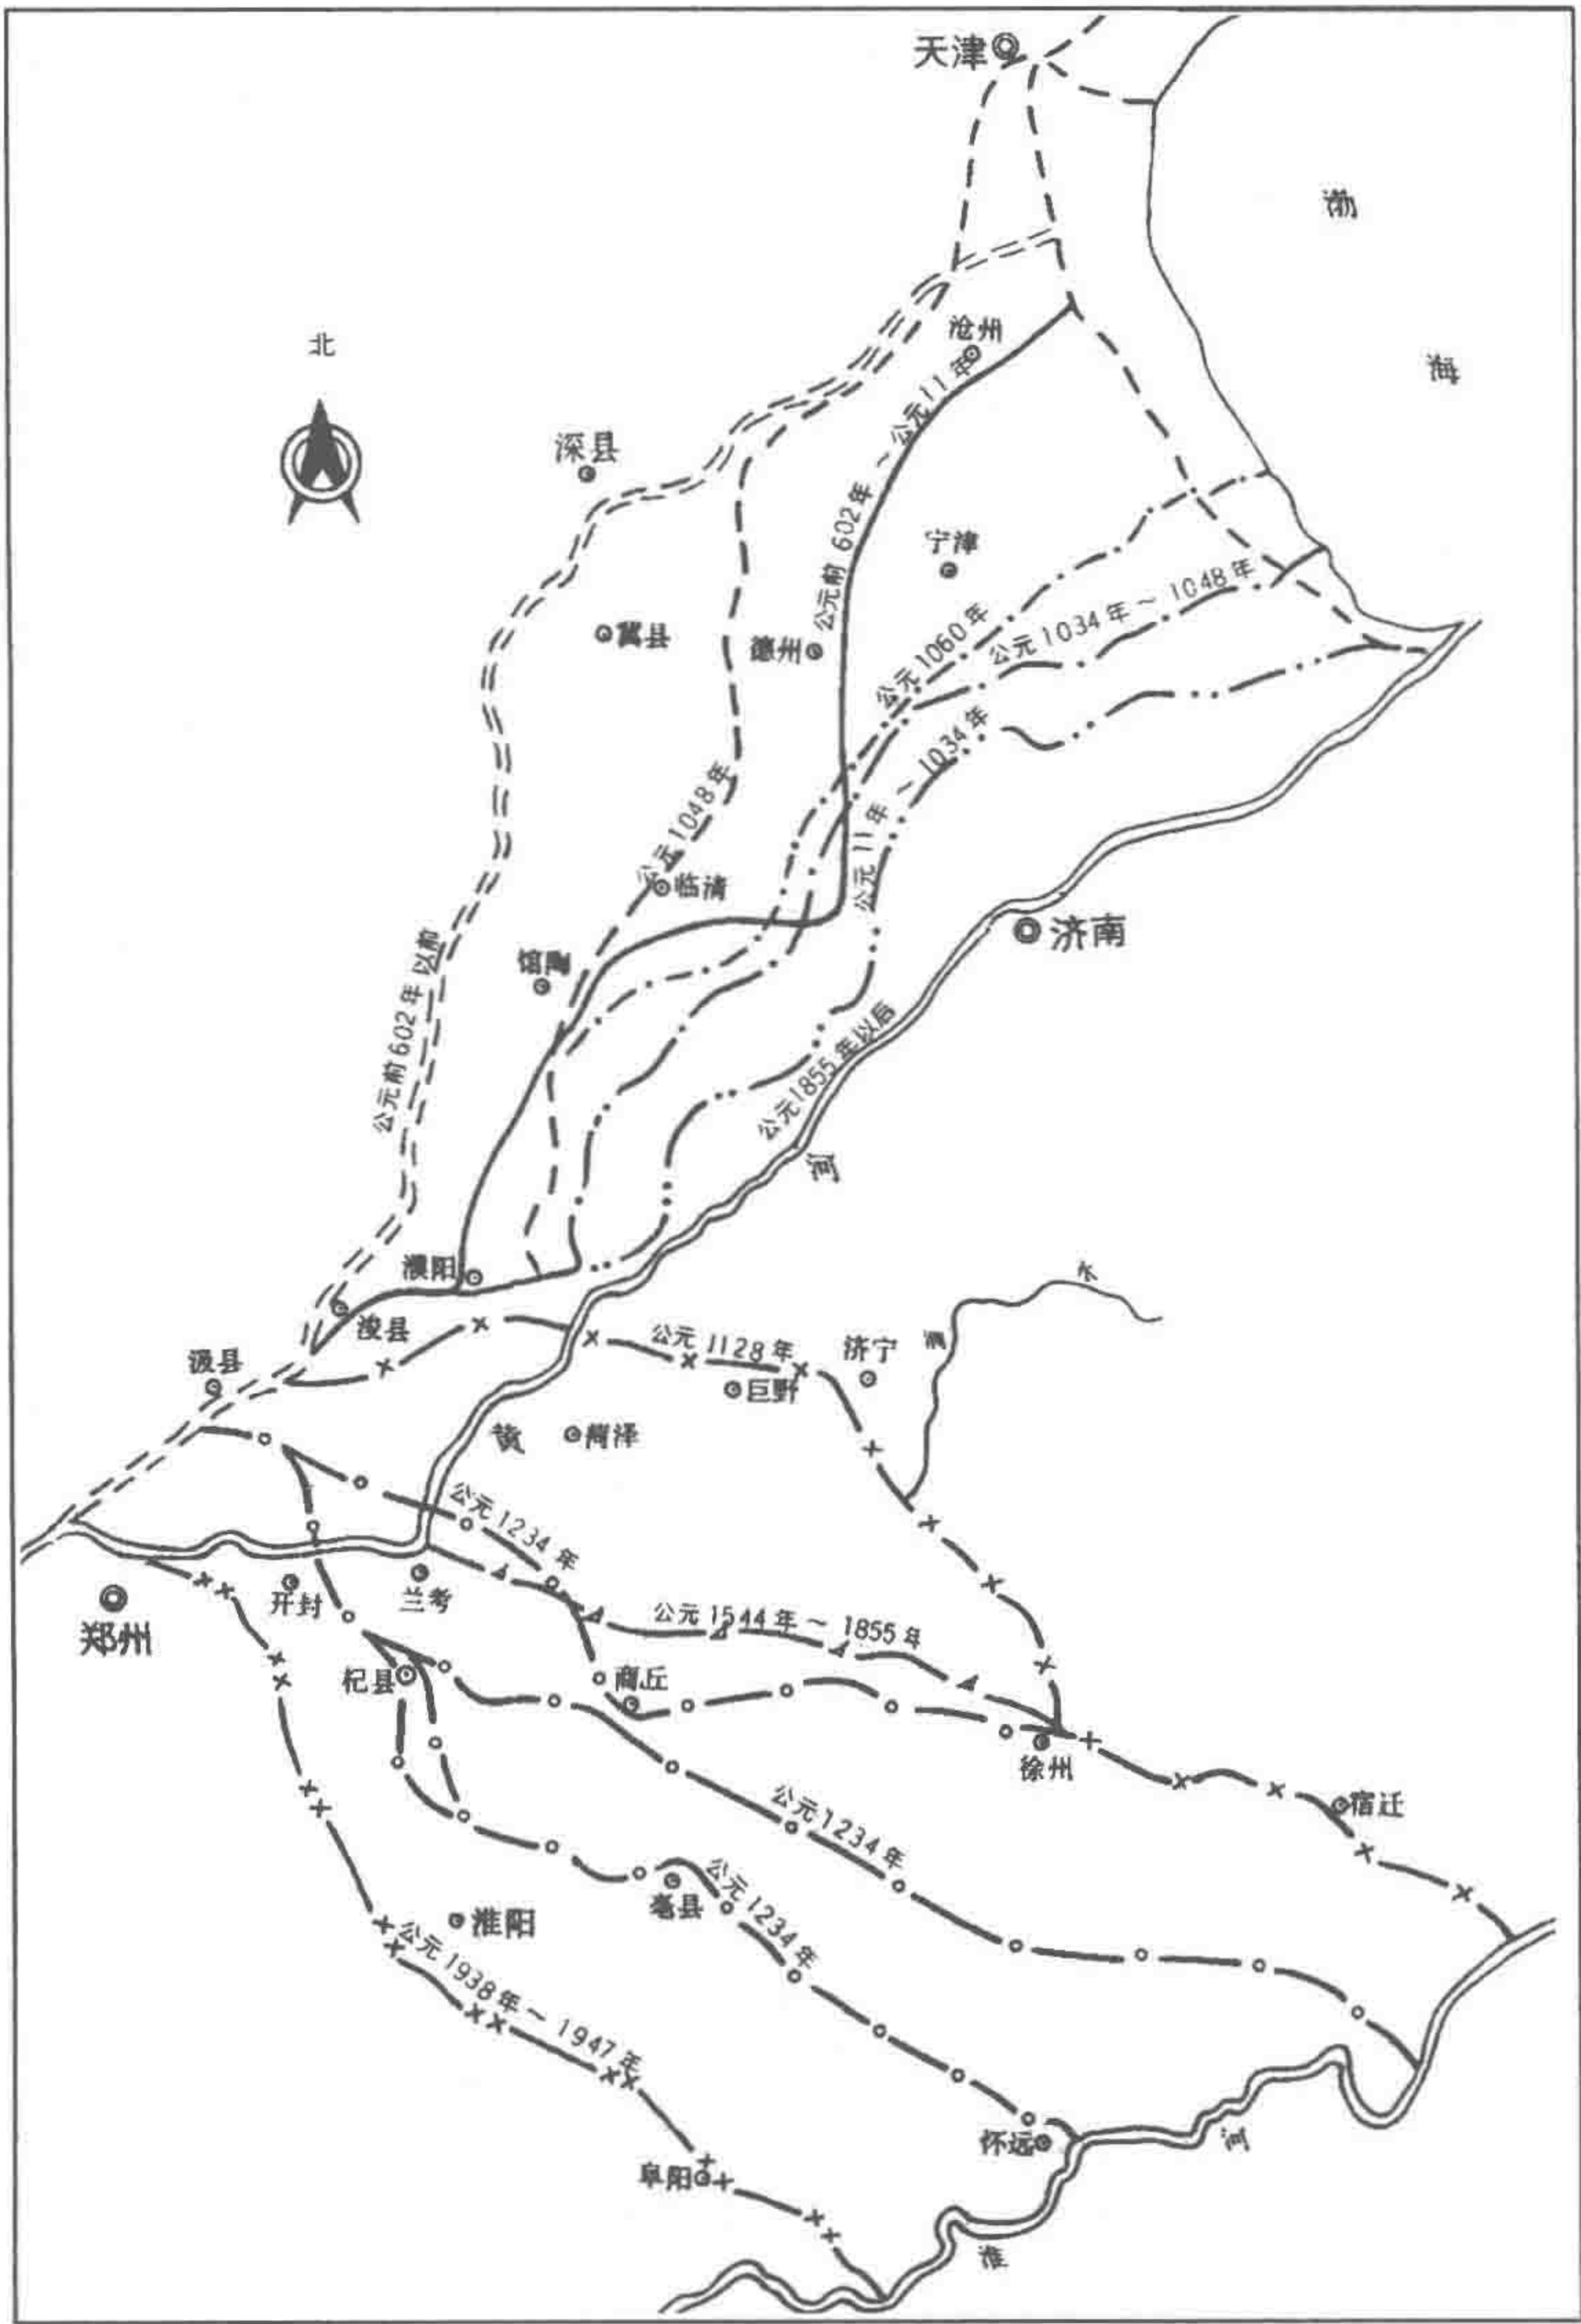 天津
渤
海
北
沧州
深县
公元前602年~公元11年
宁津
冀县
德州
公元1060年
公元1034年~1048年
公元11年~1034年
公元1048年
临清
济南
公元前602年以前
公元1855年以后
河
濮阳
浚县
汲县
水
公元1128年
济宁
巨野
黄
菏泽
公元1234年
开封
兰考
郑州
公元1544年~1855年
杞县
商丘
徐州
宿迁
公元1234年
公元1234年
亳县
淮阳
公元1938年~1947年
怀远
河
阜阳
淮